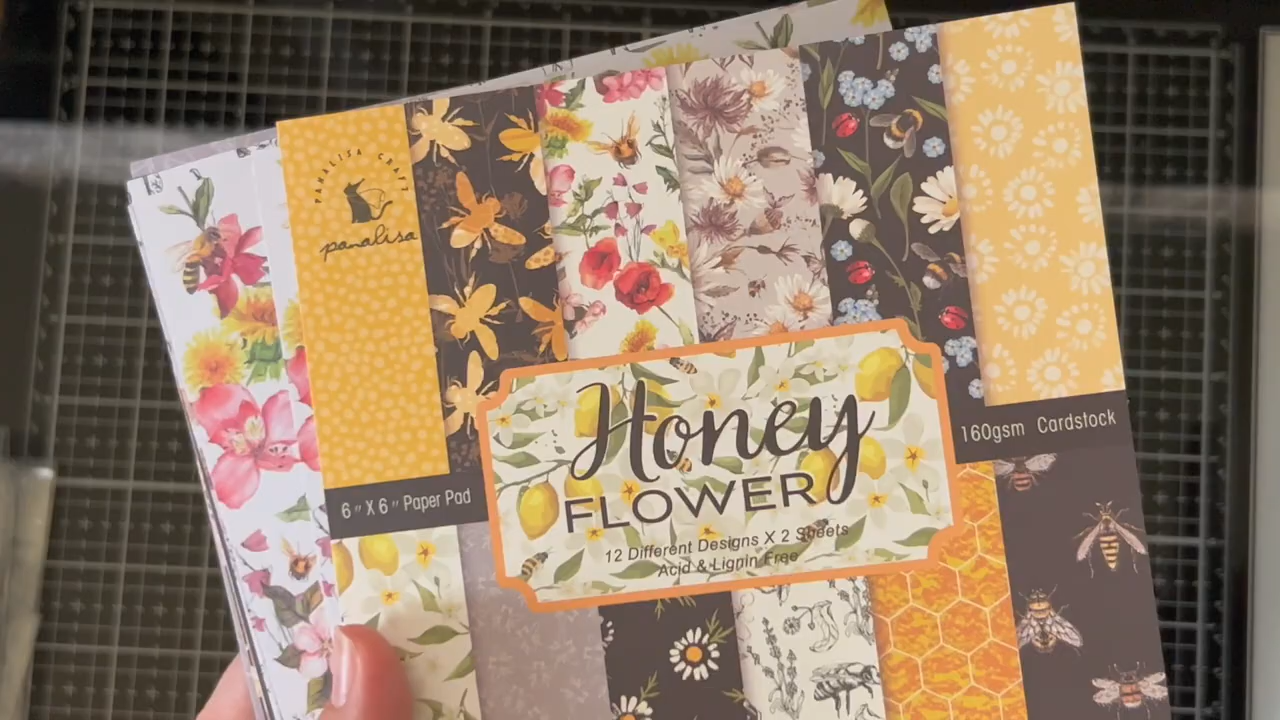 PANALISA CRAFT
panalisa
160gsm Cardstock
Honey
6" X 6" Paper Pad
FLOWER
12 Different Designs X 2 Sheets
Acid & Lignin Free